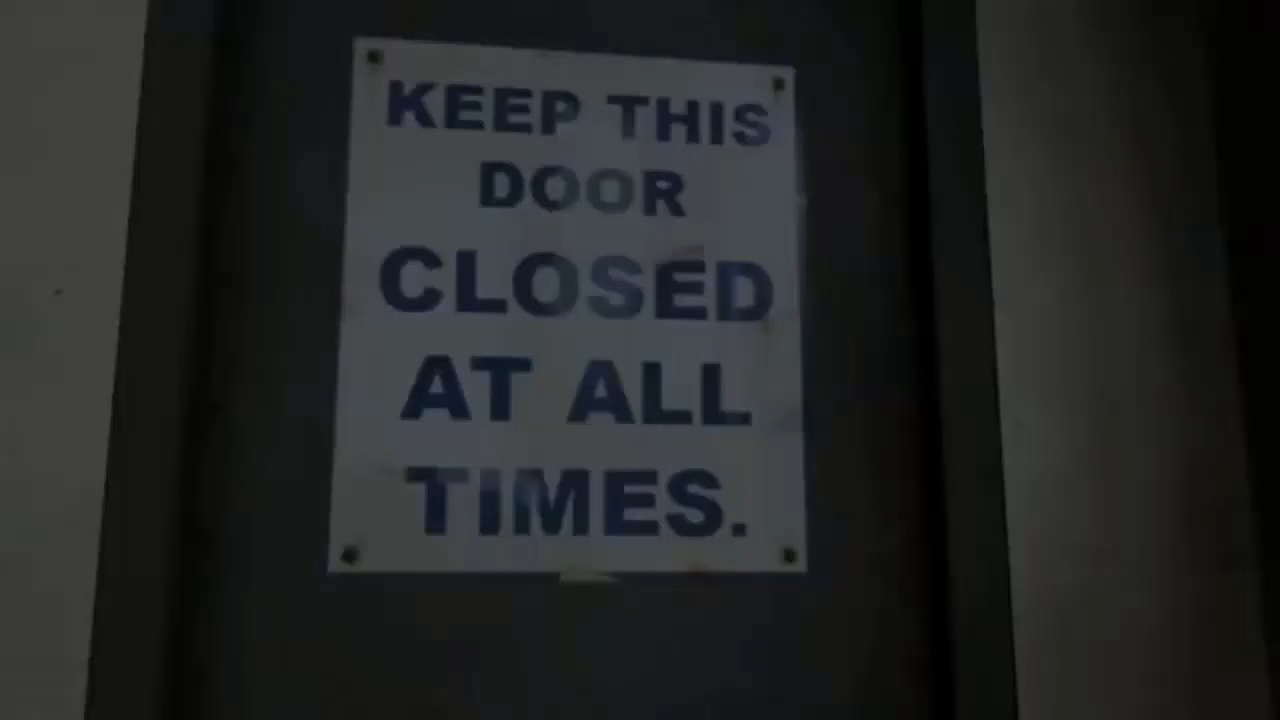 KEEP THIS
DOOR
CLOSED
AT ALL
TIMES.